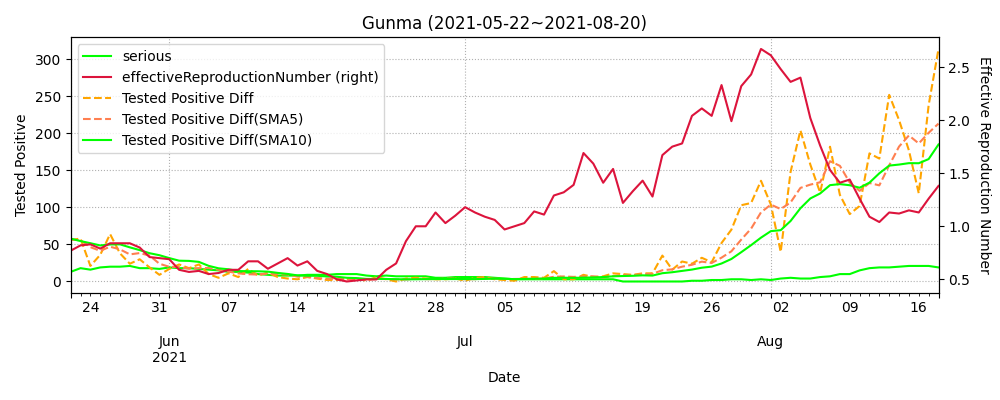 Gunma (2021-05-22~2021-08-20)
serious
effectiveReproductionNumber (right)
Tested Positive Diff
Tested Positive Diff(SMA5)
Tested Positive Diff(SMA10)
Tested Positive
300
250
200
150
100
50
0
Effective Reproduction Number
2.5
2.0
1.5
1.0
0.5
24 31 07 14 21 28 05 12 19 26 02 09 16
Jun Jul Aug
2021
Date